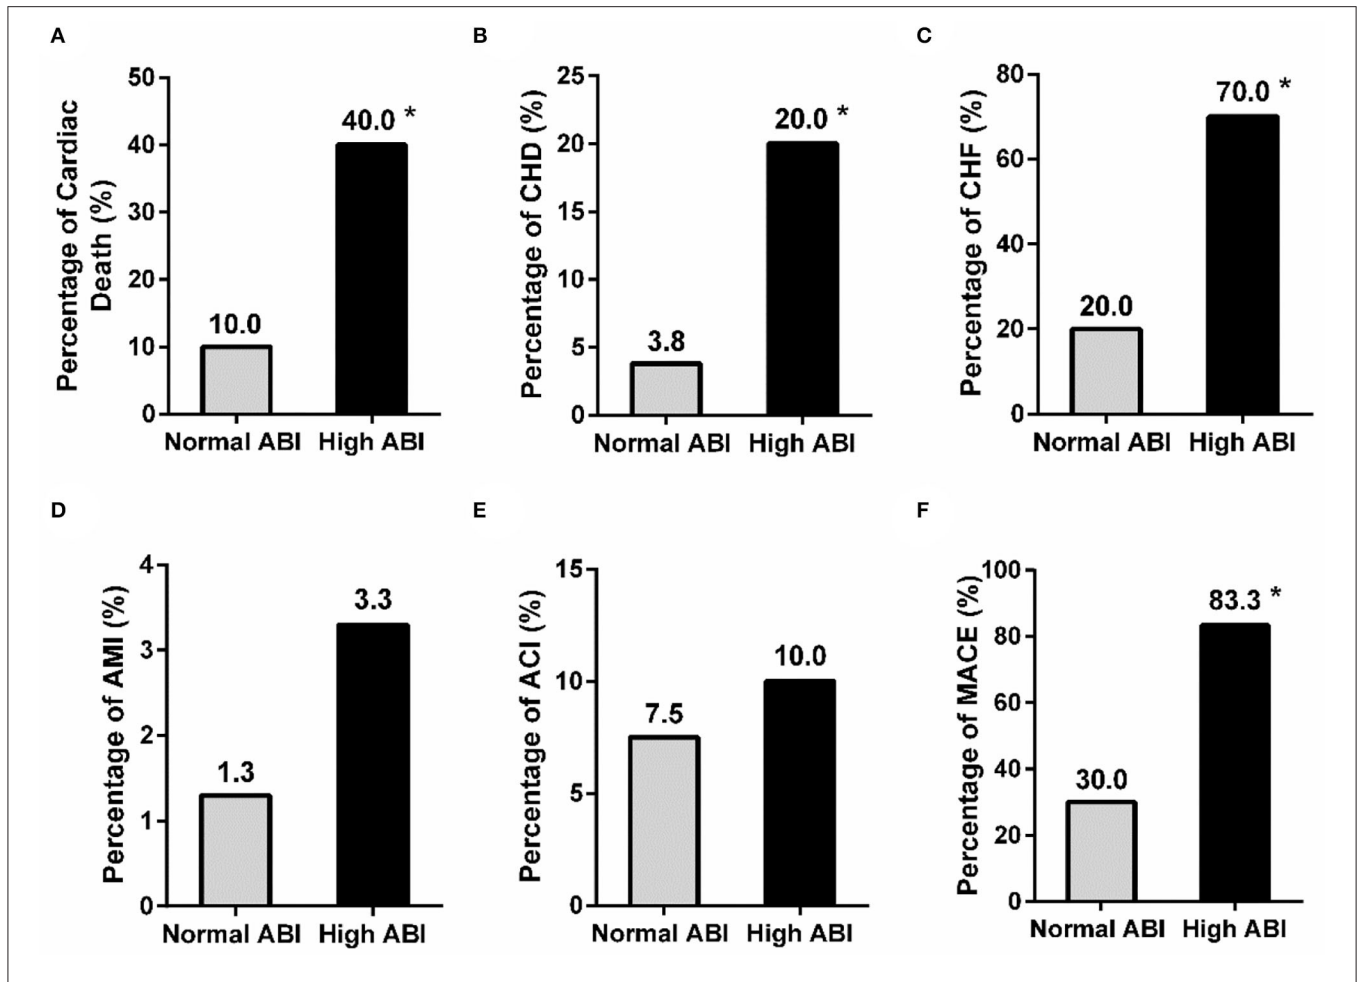 A
Percentage of Cardiac
Death (%)
50
40
30
20
10
0
10.0
40.0 *
Normal ABI
High ABI
B
Percentage of CHD (%)
25
20
15
10
5
0
3.8
20.0 *
Normal ABI
High ABI
C
Percentage of CHF (%)
80
60
40
20
0
20.0
70.0 *
Normal ABI
High ABI
D
Percentage of AMI (%)
4
3
2
1
0
1.3
3.3
Normal ABI
High ABI
E
Percentage of ACI (%)
15
10
5
0
7.5
10.0
Normal ABI
High ABI
F
Percentage of MACE (%)
100
80
60
40
20
0
30.0
83.3 *
Normal ABI
High ABI